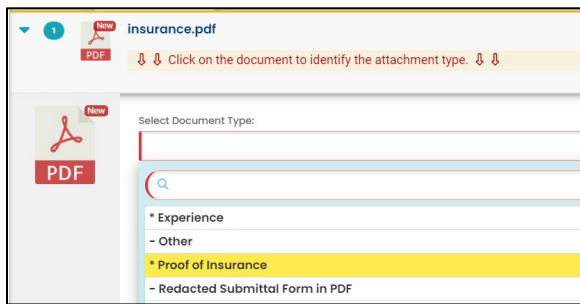 1
New
PDF
insurance.pdf
⇩ ⇩ Click on the document to identify the attachment type. ⇩ ⇩
New
PDF
Select Document Type:
* Experience
- Other
* Proof of Insurance
- Redacted Submittal Form in PDF